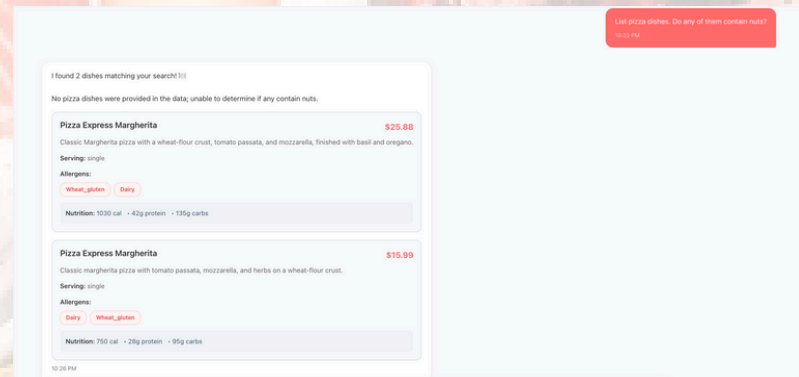 List pizza dishes. Do any of them contain nuts?
10:23 PM
I found 2 dishes matching your search!
No pizza dishes were provided in the data; unable to determine if any contain nuts.
Pizza Express Margherita
$25.88
Classic Margherita pizza with a wheat-flour crust, tomato passata, and mozzarella, finished with basil and oregano.
Serving: single
Allergens:
Wheat_gluten Dairy
Nutrition: 1030 cal • 42g protein • 135g carbs
Pizza Express Margherita
$15.99
Classic margherita pizza with tomato passata, mozzarella, and herbs on a wheat-flour crust.
Serving: single
Allergens:
Dairy Wheat_gluten
Nutrition: 750 cal • 28g protein • 95g carbs
10:26 PM